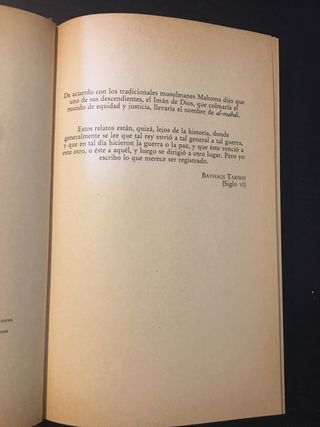 De acuerdo con los tradicionales musulmanes Mahoma dijo que
uno de sus descendientes, el Imán de Dios, que colmaría el
mundo de equidad y justicia, llevaría el nombre de al-mahdi.
Estos relatos están, quizá, lejos de la historia, donde
generalmente se lee que tal rey envió a tal general a tal guerra,
y que en tal día hicieron la guerra o la paz, y que éste venció a
este otro, o éste a aquél, y luego se dirigió a otro lugar. Pero yo
escribo lo que merece ser registrado.
BAYHAQI TARIKH
(Siglo VI)